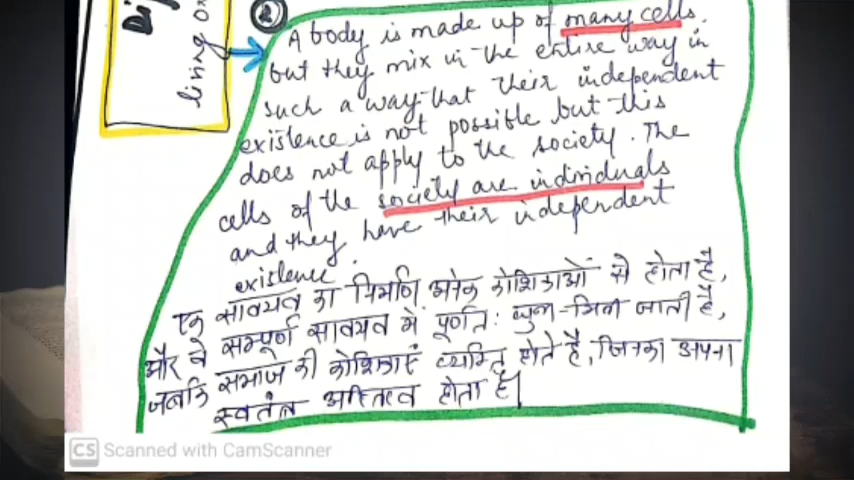 Di
living o
2
A body is made up of many cells.
but they mix in the entire way in
such a way that their independent
existence is not possible but this
does not apply to the society. The
cells of the society are individuals
and they have their independent
existence.
एक सावयव का निर्माण अनेक कोशिकाओं से होता है,
और वे सम्पूर्ण सावयव में पूर्णत: घुल-मिल जाती है,
जबकि समाज की कोशिकाएं व्यक्ति होते है, जिनका अपना
स्वतंत्र अस्तित्व होता है।
CS Scanned with CamScanner